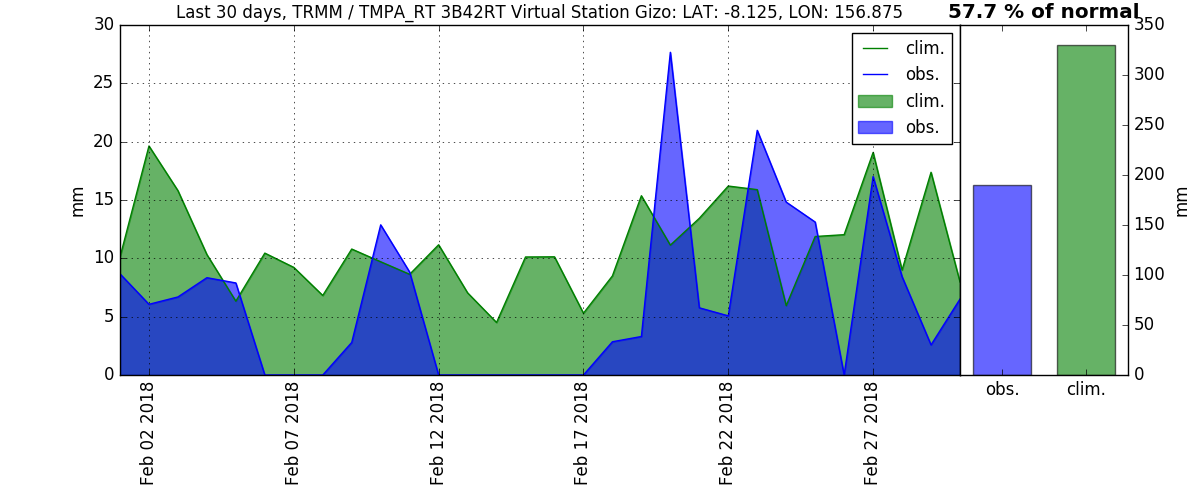 Last 30 days, TRMM / TMPA_RT 3B42RT Virtual Station Gizo: LAT: -8.125, LON: 156.875
57.7 % of normal
30
25
20
15
10
5
0
mm
clim.
obs.
clim.
obs.
Feb 02 2018
Feb 07 2018
Feb 12 2018
Feb 17 2018
Feb 22 2018
Feb 27 2018
350
300
250
200
150
100
50
0
mm
obs.
clim.